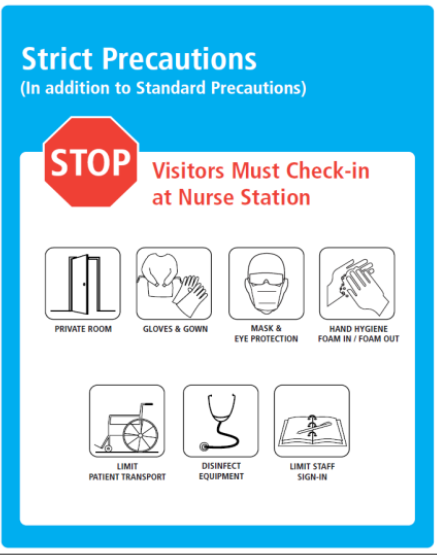 Strict Precautions
(In addition to Standard Precautions)
STOP
Visitors Must Check-in
at Nurse Station
PRIVATE ROOM
GLOVES & GOWN
MASK &
EYE PROTECTION
HAND HYGIENE
FOAM IN / FOAM OUT
LIMIT
PATIENT TRANSPORT
DISINFECT
EQUIPMENT
LIMIT STAFF
SIGN-IN